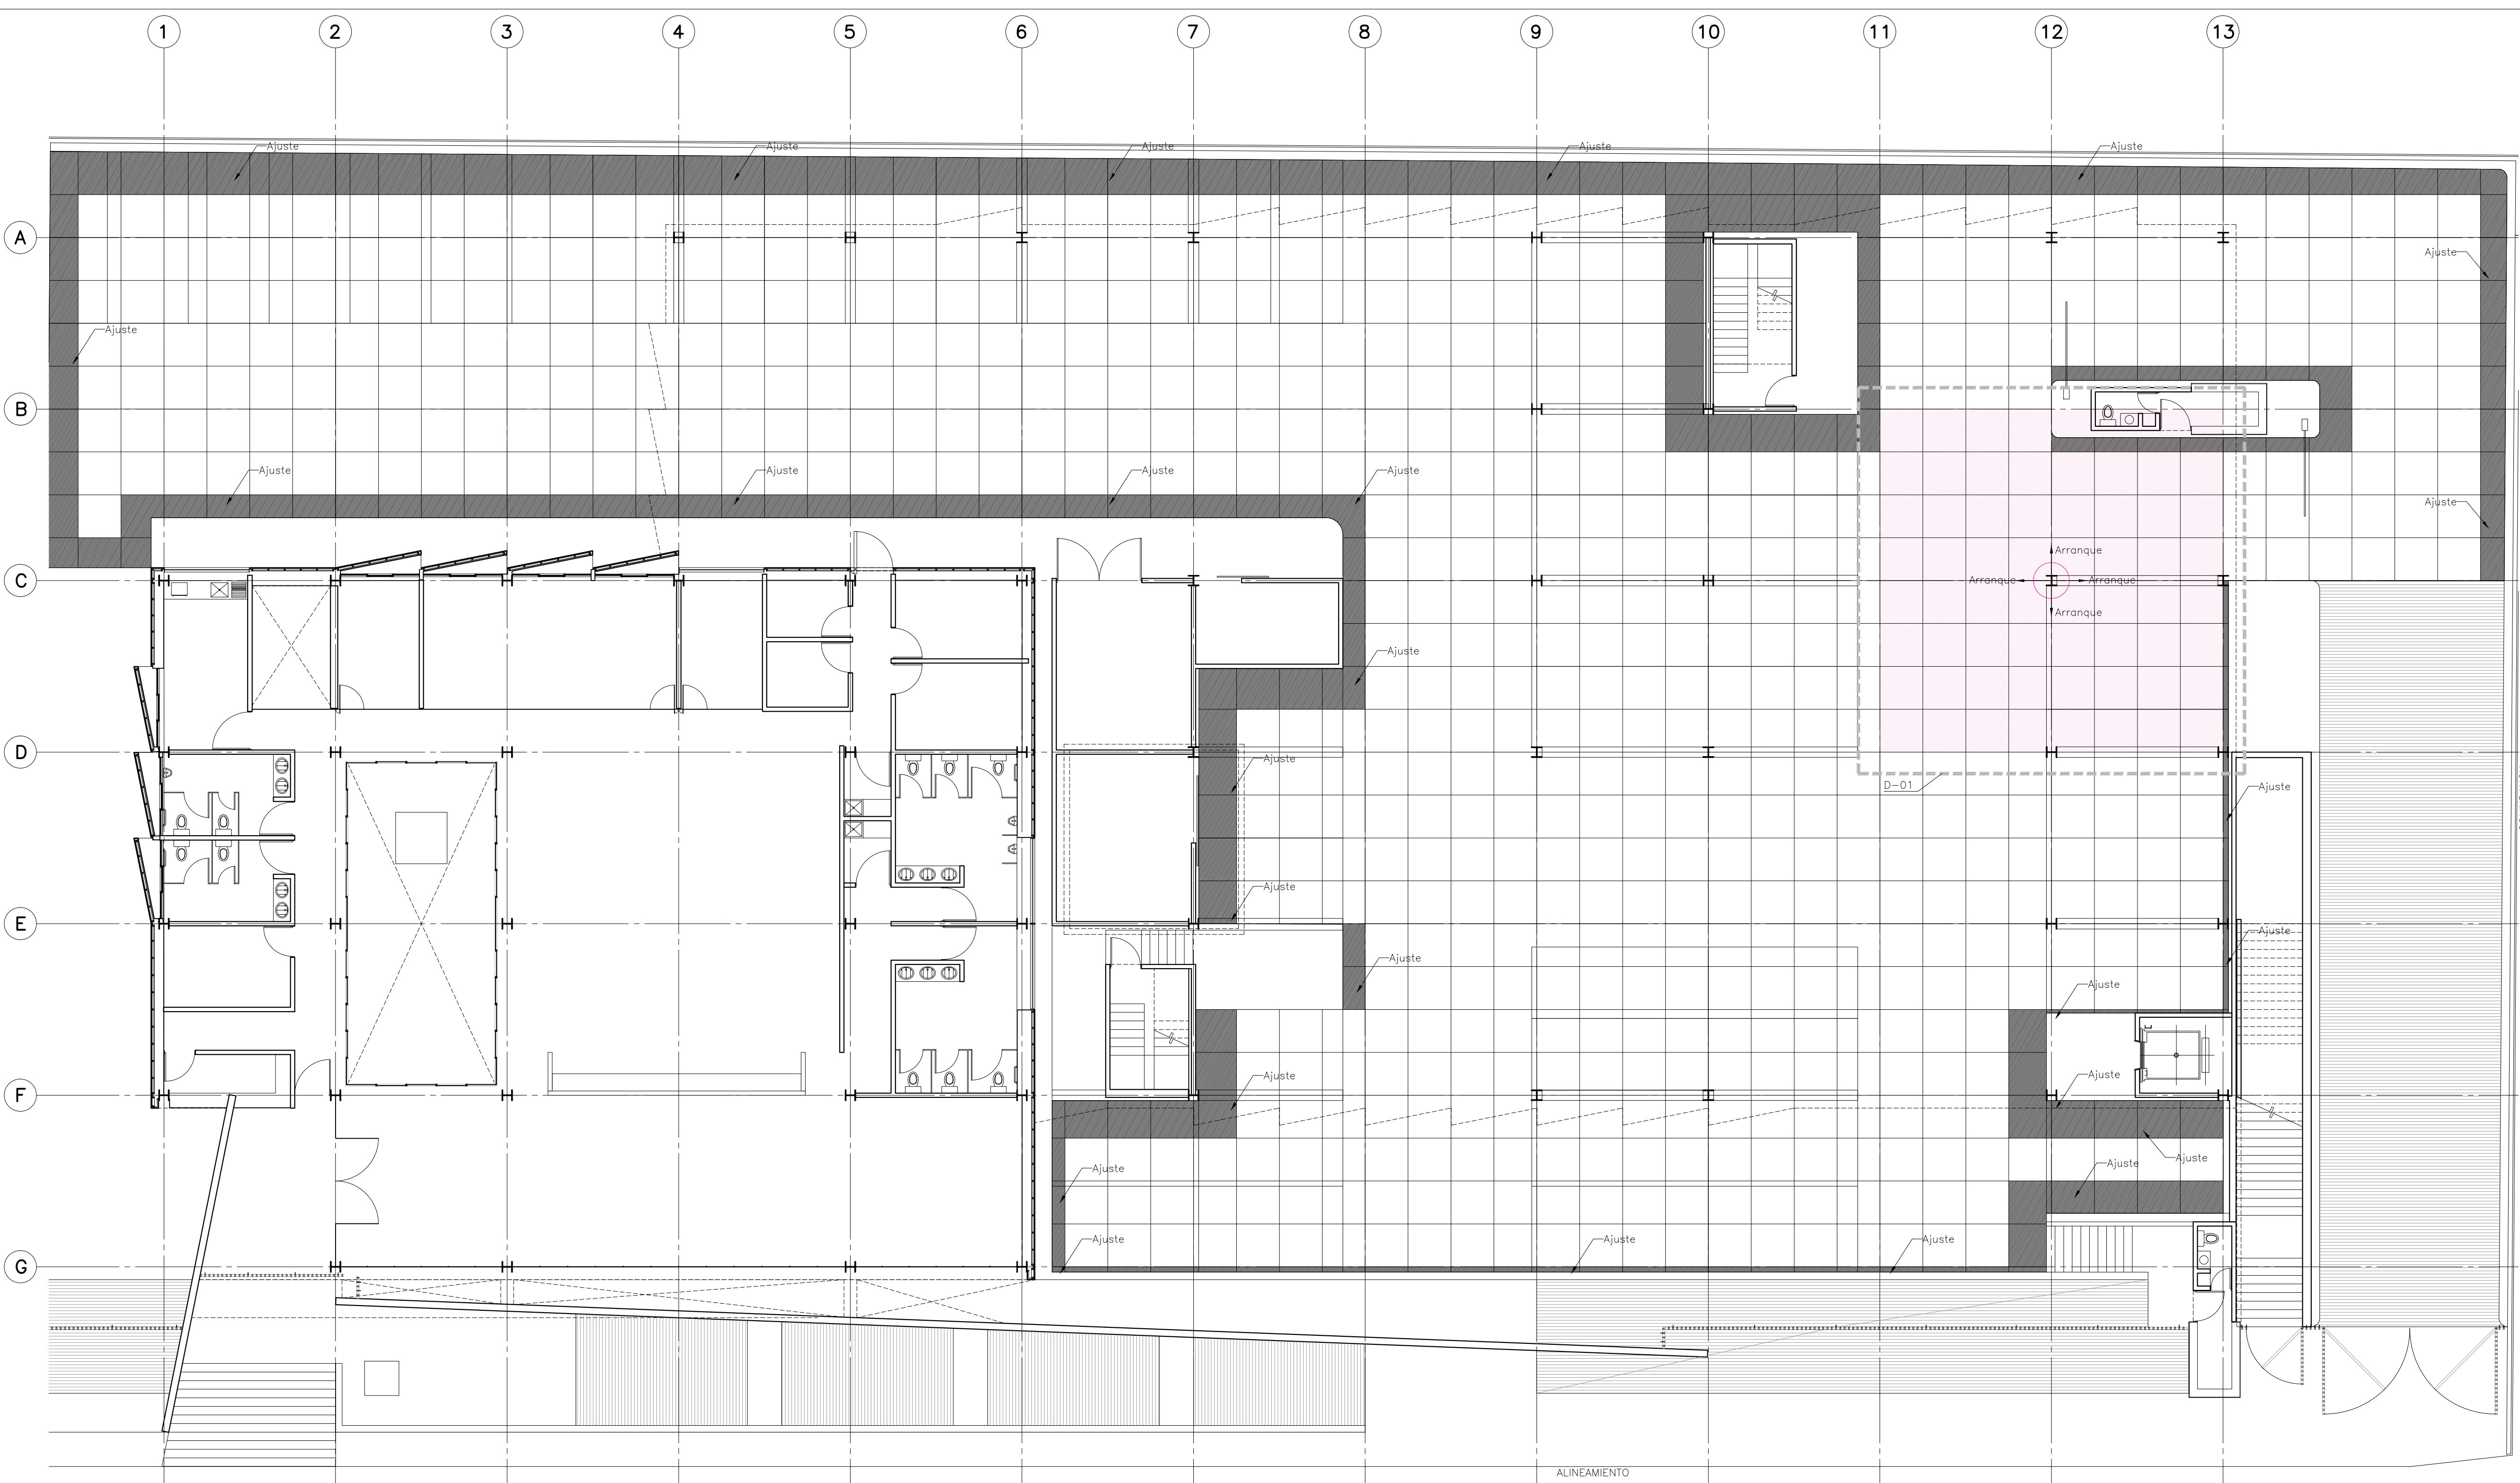 1 2 3 4 5 6 7 8 9 10 11 12 13
Ajuste Ajuste Ajuste Ajuste Ajuste
A
Ajuste
Ajuste
B
Ajuste Ajuste Ajuste Ajuste
Ajuste
Arranque
C
Arranque Arranque
Arranque
Ajuste
D
Ajuste
D-01
Ajuste
Ajuste
E
Ajuste
Ajuste
Ajuste
Ajuste
Ajuste
F
Ajuste
Ajuste
Ajuste
Ajuste Ajuste Ajuste
G
ALINEAMIENTO